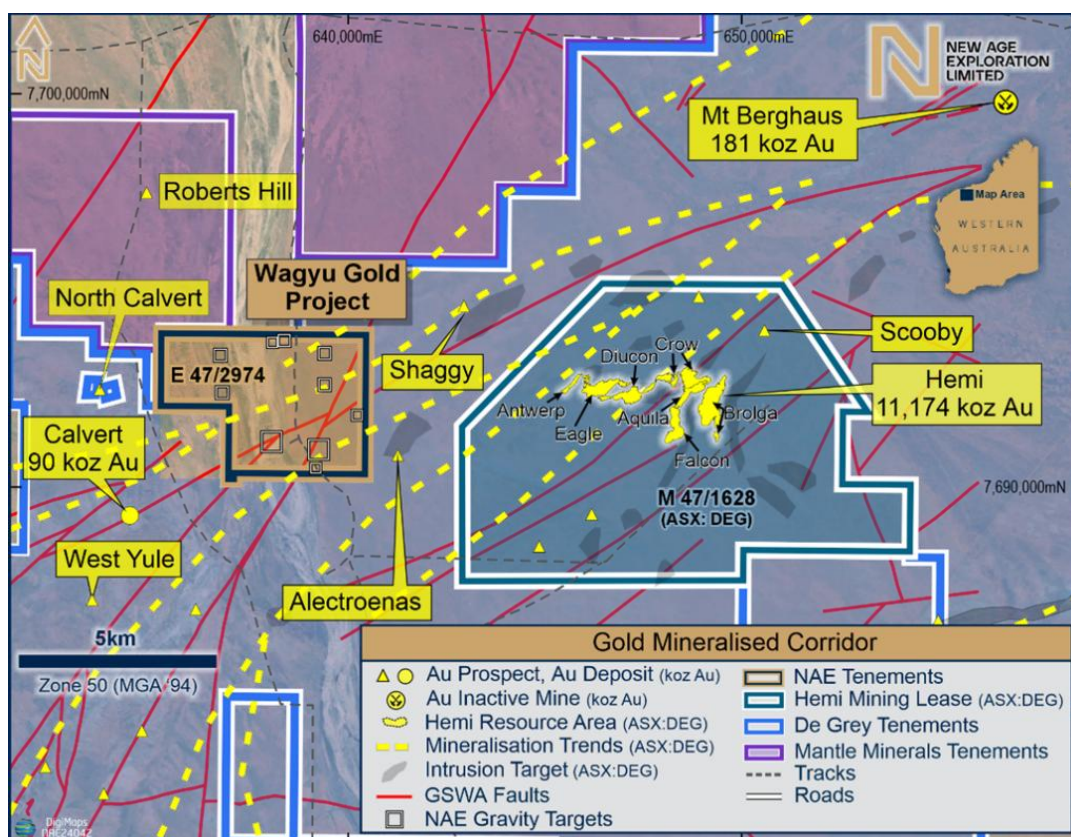 N
640,000mE
650,000mE
N
NEW AGE
EXPLORATION
LIMITED
7,700,000mN
Mt Berghaus
181 koz Au
Roberts Hill
Map Area
WESTERN
AUSTRALIA
Wagyu Gold
Project
North Calvert
E 47/2974
Shaggy
Scooby
Crow
Diucon
Hemi
11,174 koz Au
Antwerp
Eagle
Aquila
Brolga
Falcon
Calvert
90 koz Au
M 47/1628
(ASX: DEG)
7,690,000mN
West Yule
Alectroenas
5km
Zone 50 (MGA '94)
Gold Mineralised Corridor
Au Prospect, Au Deposit (koz Au)
Au Inactive Mine (koz Au)
Hemi Resource Area (ASX:DEG)
Mineralisation Trends (ASX:DEG)
Intrusion Target (ASX:DEG)
GSWA Faults
NAE Gravity Targets
NAE Tenements
Hemi Mining Lease (ASX:DEG)
De Grey Tenements
Mantle Minerals Tenements
Tracks
Roads
DigMaps
NAE24042